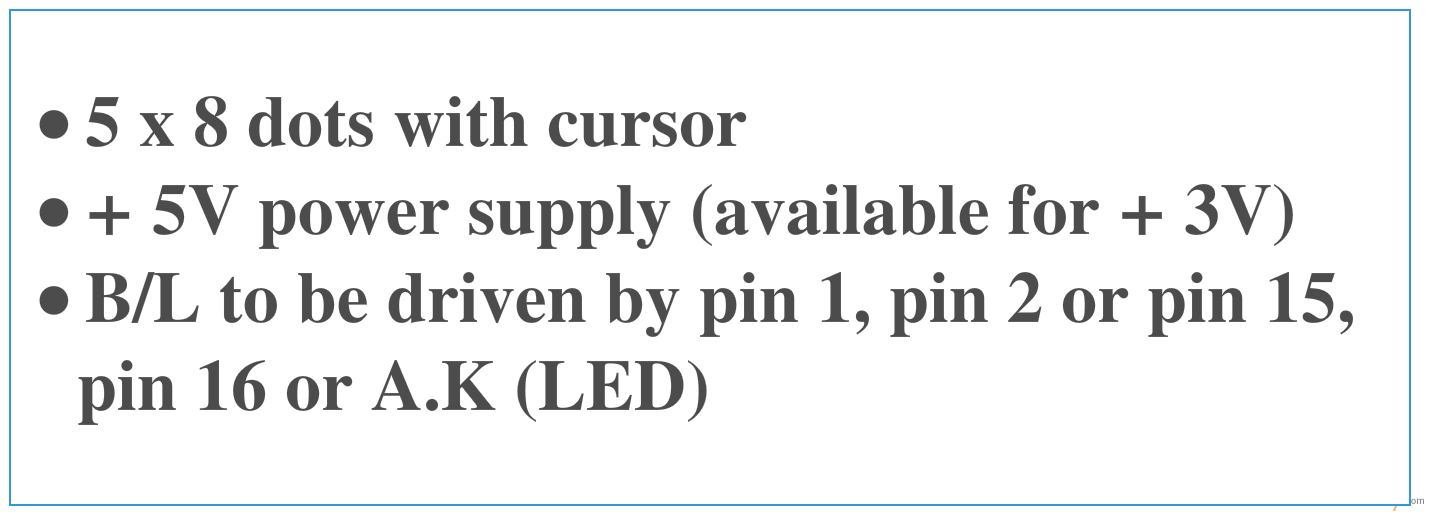 • 5 x 8 dots with cursor
• + 5V power supply (available for + 3V)
• B/L to be driven by pin 1, pin 2 or pin 15,
pin 16 or A.K (LED)
om